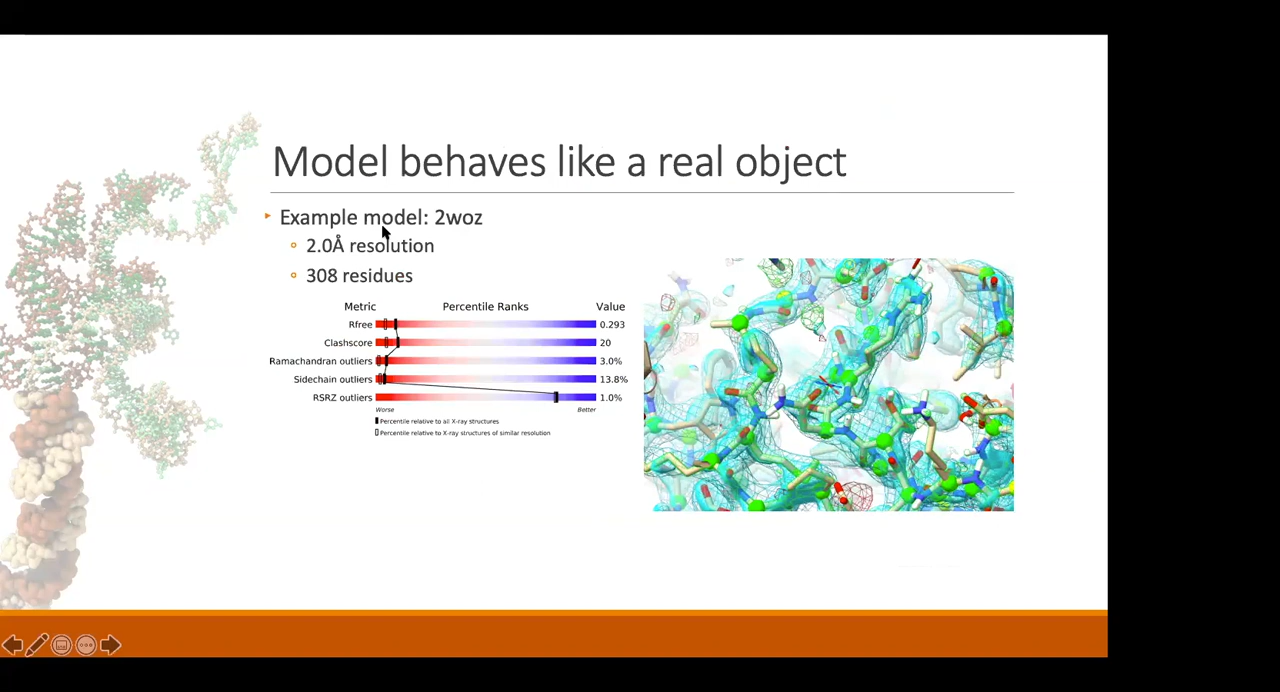 Model behaves like a real object
Example model: 2woz
2.0Å resolution
308 residues
Metric Percentile Ranks Value
Rfree 0.293
Clashscore 20
Ramachandran outliers 3.0%
Sidechain outliers 13.8%
RSRZ outliers 1.0%
Worse Better
Percentile relative to all X-ray structures
Percentile relative to X-ray structures of similar resolution